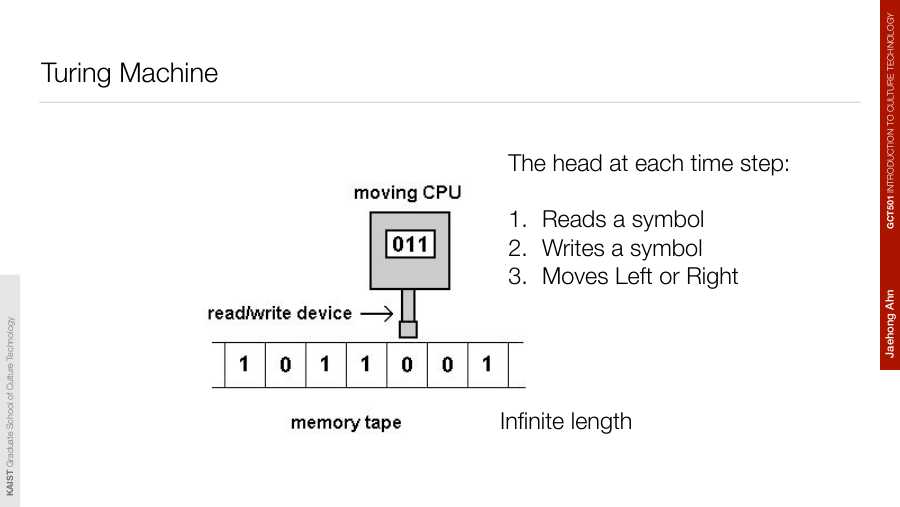 Turing Machine
The head at each time step:
1. Reads a symbol
2. Writes a symbol
3. Moves Left or Right
moving CPU
011
read/write device
1 0 1 1 0 0 1
memory tape
Infinite length
GCT501 INTRODUCTION TO CULTURE TECHNOLOGY
Jaehong Ahn
KAIST Graduate School of Culture Technology